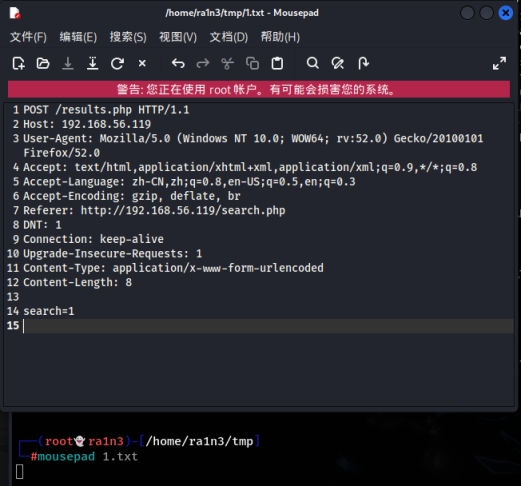 /home/ra1n3/tmp/1.txt - Mousepad
文件(F) 编辑(E) 搜索(S) 视图(V) 文档(D) 帮助(H)
警告: 您正在使用 root 帐户。有可能会损害您的系统。
1 POST /results.php HTTP/1.1
2 Host: 192.168.56.119
3 User-Agent: Mozilla/5.0 (Windows NT 10.0; WOW64; rv:52.0) Gecko/20100101
Firefox/52.0
4 Accept: text/html,application/xhtml+xml,application/xml;q=0.9,*/*;q=0.8
5 Accept-Language: zh-CN,zh;q=0.8,en-US;q=0.5,en;q=0.3
6 Accept-Encoding: gzip, deflate, br
7 Referer: http://192.168.56.119/search.php
8 DNT: 1
9 Connection: keep-alive
10 Upgrade-Insecure-Requests: 1
11 Content-Type: application/x-www-form-urlencoded
12 Content-Length: 8
13
14 search=1
15
(root👻ra1n3)-[/home/ra1n3/tmp]
#mousepad 1.txt